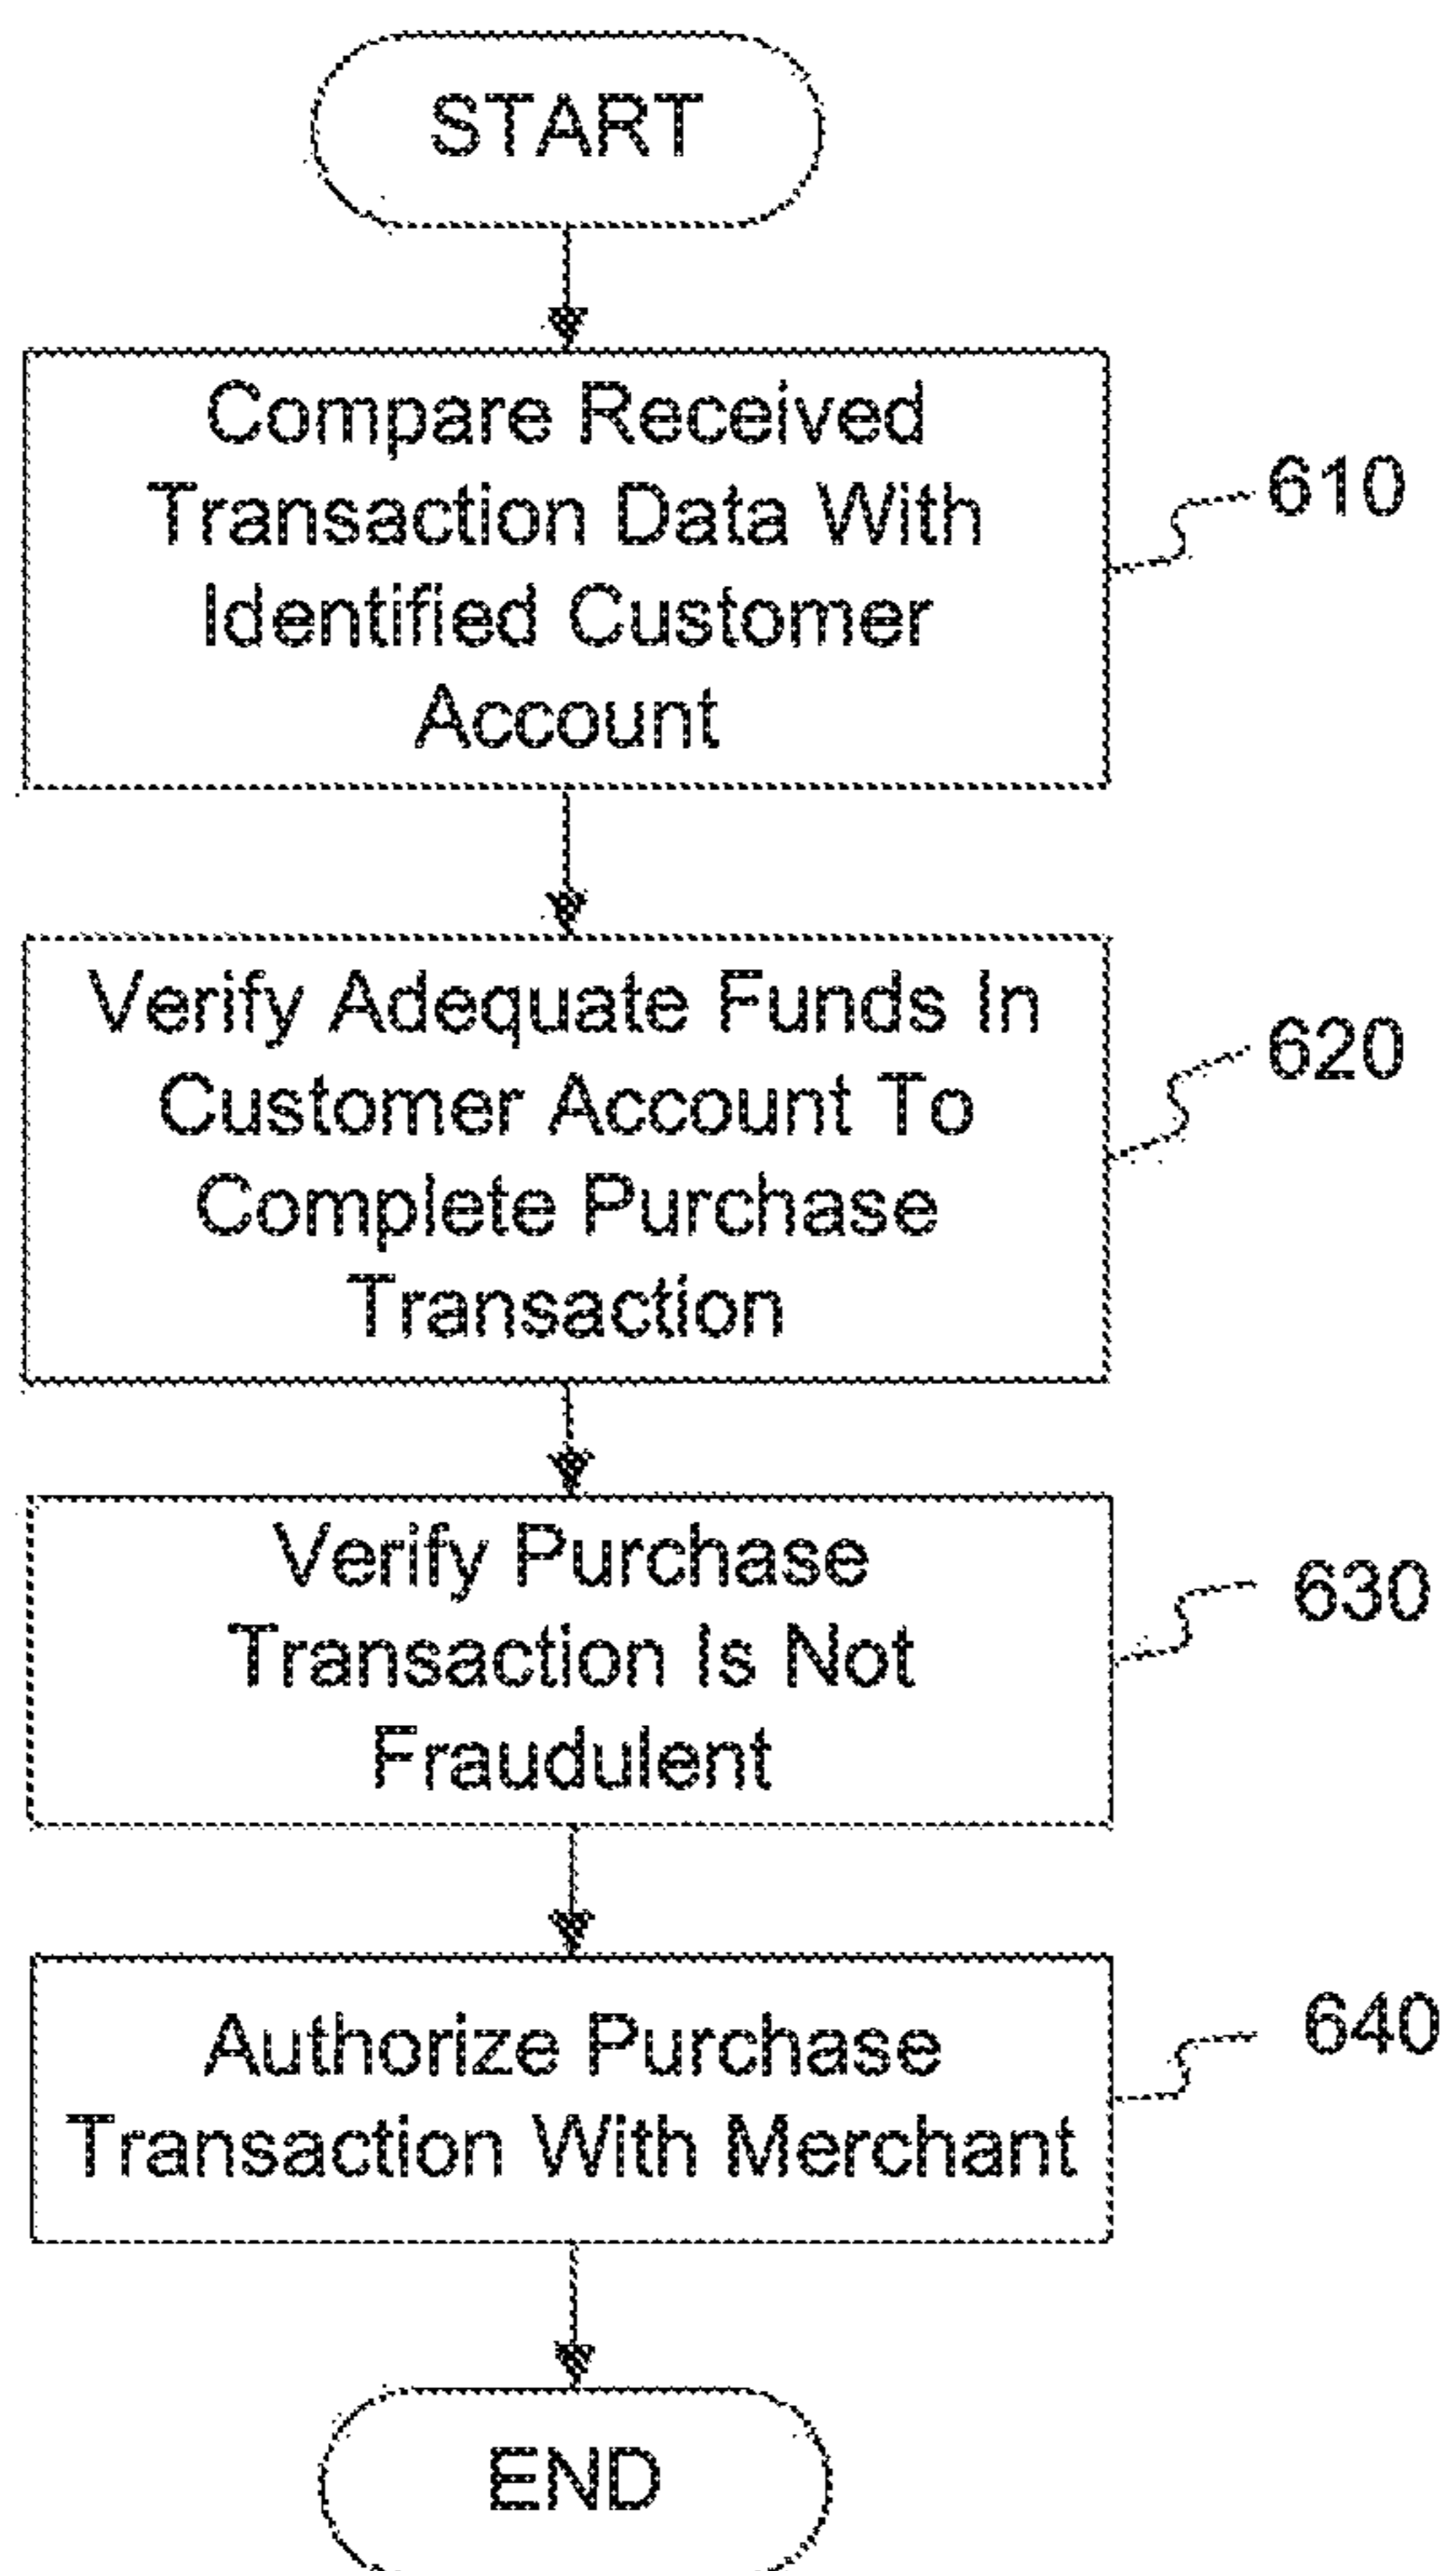 START
Compare Received
Transaction Data With
Identified Customer
Account
610
Verify Adequate Funds In
Customer Account To
Complete Purchase
Transaction
620
Verify Purchase
Transaction Is Not
Fraudulent
630
Authorize Purchase
Transaction With Merchant
640
END